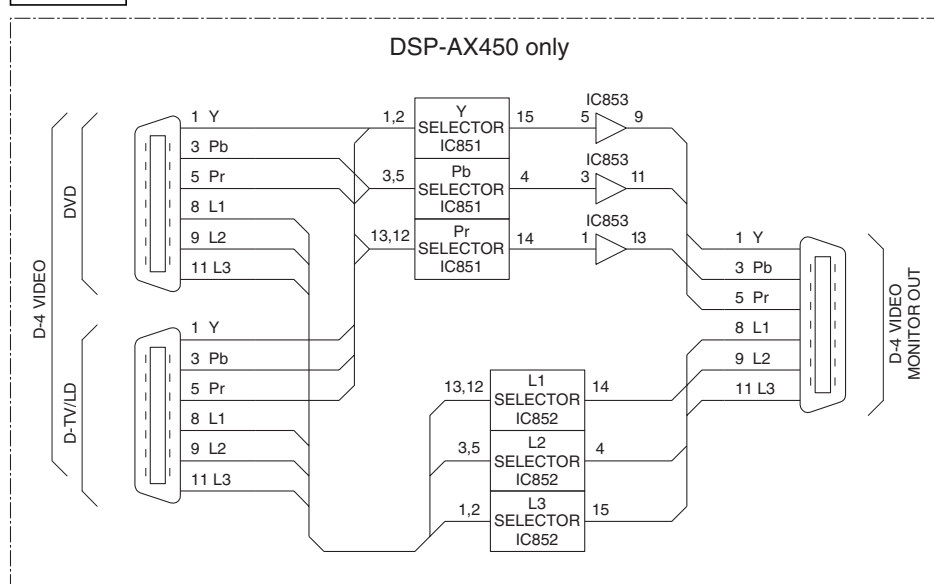 DSP-AX450 only
D-4 VIDEO
DVD
1 Y
3 Pb
5 Pr
8 L1
9 L2
11 L3
D-TV/LD
1 Y
3 Pb
5 Pr
8 L1
9 L2
11 L3
1,2
Y
SELECTOR
IC851
15
5
IC853
9
3,5
Pb
SELECTOR
IC851
4
3
IC853
11
13,12
Pr
SELECTOR
IC851
14
1
IC853
13
13,12
L1
SELECTOR
IC852
14
3,5
L2
SELECTOR
IC852
4
1,2
L3
SELECTOR
IC852
15
1 Y
3 Pb
5 Pr
8 L1
9 L2
11 L3
D-4 VIDEO
MONITOR OUT